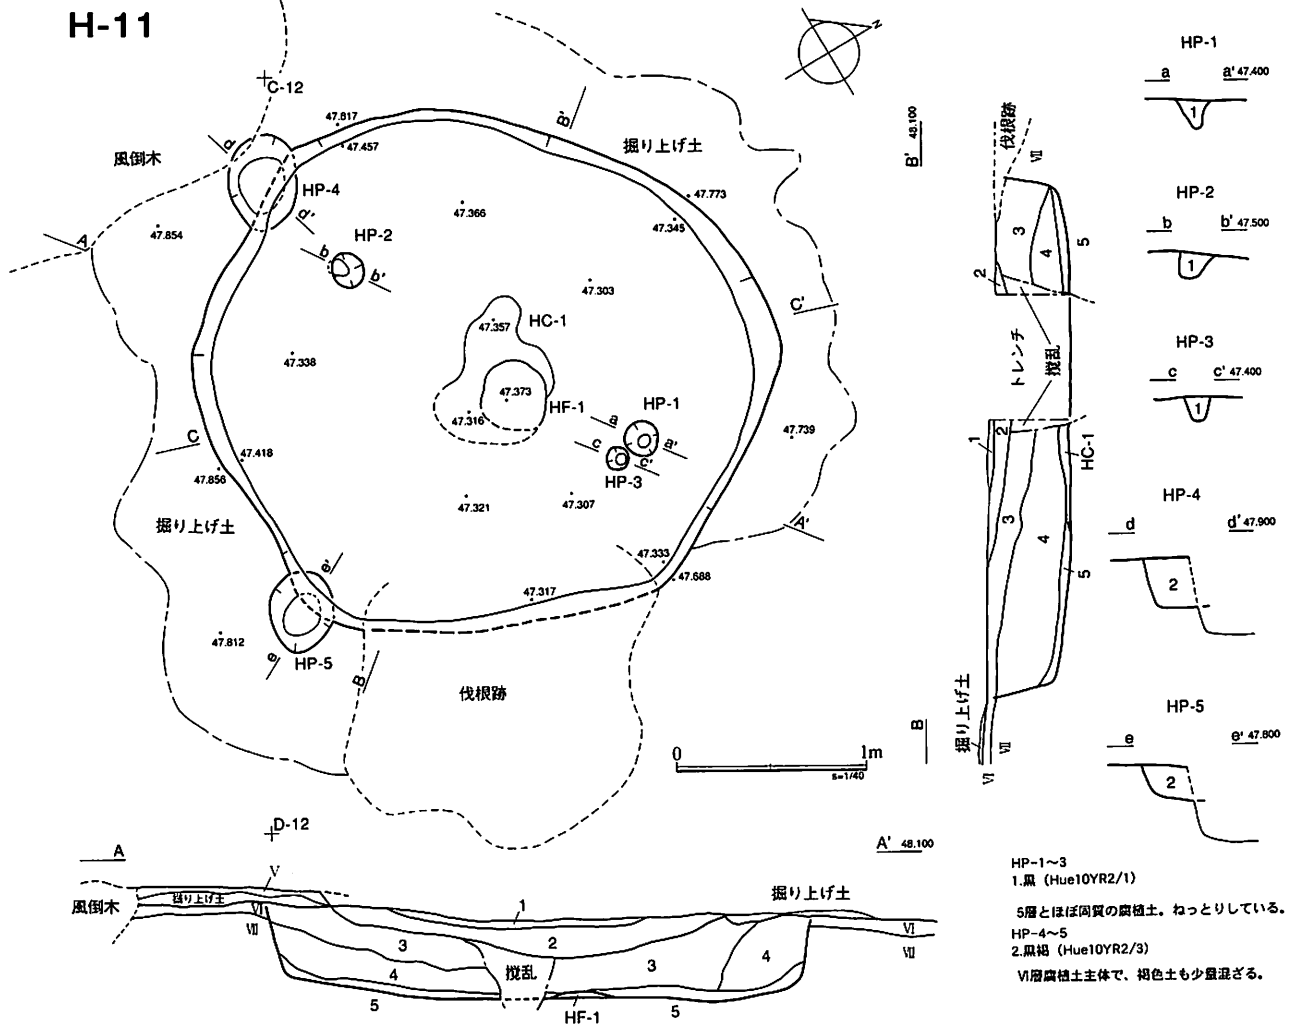 H-11
N
C-12
風倒木
47.817
47.457
B'
掘り上げ土
d
HP-4
d'
47.773
47.345
47.366
A
47.854
HP-2
b
b'
47.303
C'
HC-1
47.357
47.338
47.373
HF-1
47.316
HP-1
a
a'
c
c'
HP-3
47.739
C
47.418
47.856
47.321
47.307
A'
掘り上げ土
47.333
47.688
e'
47.317
47.812
HP-5
e
B
伐根跡
0 1m
s=1/40
D-12
B' 48.100
伐根跡
Ⅶ
3
4
5
2
トレンチ
撹乱
1
2
HC-1
3
4
5
B
掘り上げ土
Ⅶ
Ⅵ
HP-1
a a' 47.400
1
HP-2
b b' 47.500
1
HP-3
c c' 47.400
1
HP-4
d d' 47.900
2
HP-5
e e' 47.800
2
A A' 48.100
風倒木
Ⅴ
掘り上げ土
Ⅵ
Ⅶ
1
掘り上げ土
Ⅵ
Ⅶ
3
2
4
撹乱
3
4
5
HF-1
5
HP-1～3
1.黒（Hue10YR2/1）
5層とほぼ同質の腐植土。ねっとりしている。
HP-4～5
2.黒褐（Hue10YR2/3）
Ⅵ層腐植土主体で、褐色土も少量混ざる。